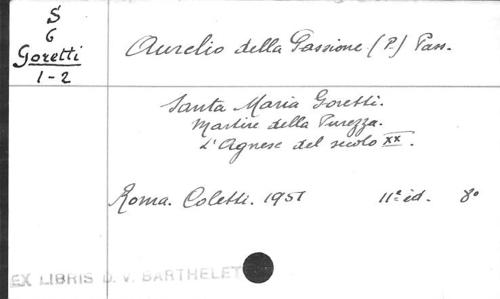 S
G
Goretti
1-2
Aurelio della Passione (P.) Pass.
Santa Maria Goretti.
Martire della Purezza.
L'Agnese del secolo XX.
Roma. Coletti. 1951 11ª ed. 8º
EX LIBRIS D. V. BARTHELET